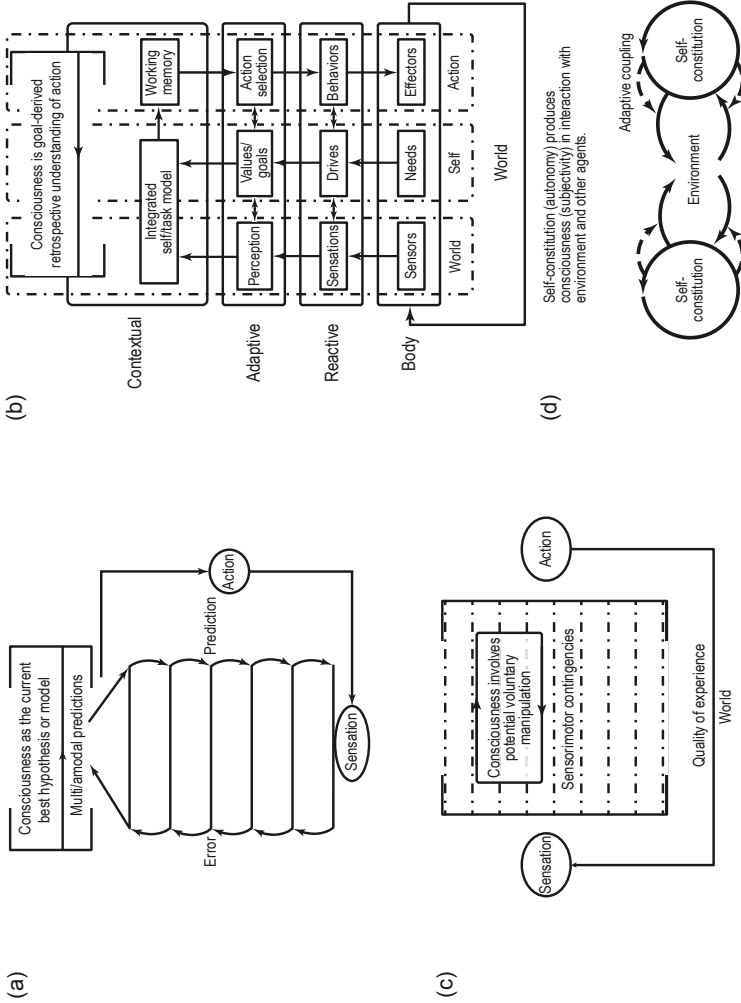 (a)
Consciousness as the current
best hypothesis or model
Multi/amodal predictions
Error
Prediction
Action
Sensation
(b)
Consciousness is goal-derived
retrospective understanding of action
Contextual
Integrated
self/task model
Working
memory
Adaptive
Perception
Values/
goals
Action
selection
Reactive
Sensations
Drives
Behaviors
Body
Sensors
Needs
Effectors
World
Self
Action
World
(c)
Consciousness involves
potential voluntary
manipulation
Sensorimotor contingencies
Sensation
Action
Quality of experience
World
(d)
Self-constitution (autonomy) produces
consciousness (subjectivity) in interaction with
environment and other agents.
Adaptive coupling
Self-
constitution
Environment
Self-
constitution